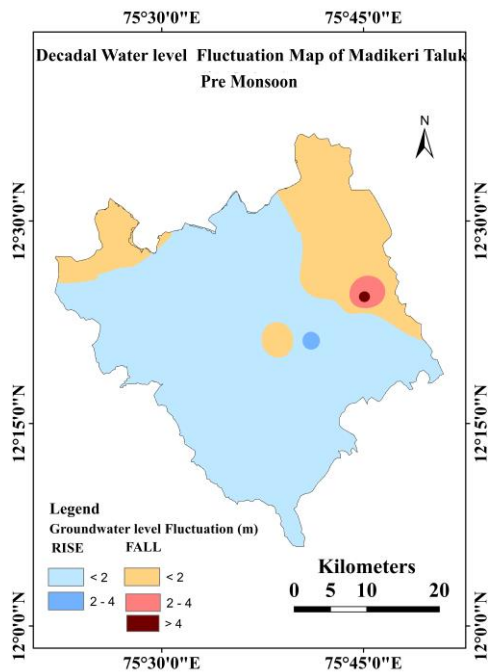 75°30'0"E 75°45'0"E
Decadal Water level Fluctuation Map of Madikeri Taluk
Pre Monsoon
N
12°30'0"N 12°30'0"N
12°15'0"N 12°15'0"N
Legend
Groundwater level Fluctuation (m)
RISE FALL
< 2 < 2
2 - 4 2 - 4
> 4
Kilometers
0 5 10 20
12°0'0"N 12°0'0"N
75°30'0"E 75°45'0"E